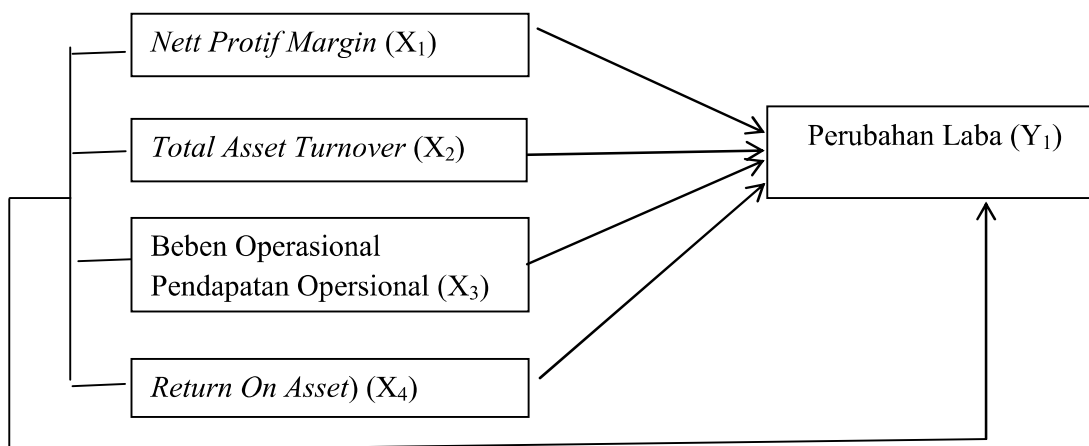 Nett Protif Margin (X₁)
Total Asset Turnover (X₂)
Beben Operasional
Pendapatan Opersional (X₃)
Return On Asset) (X₄)
Perubahan Laba (Y₁)